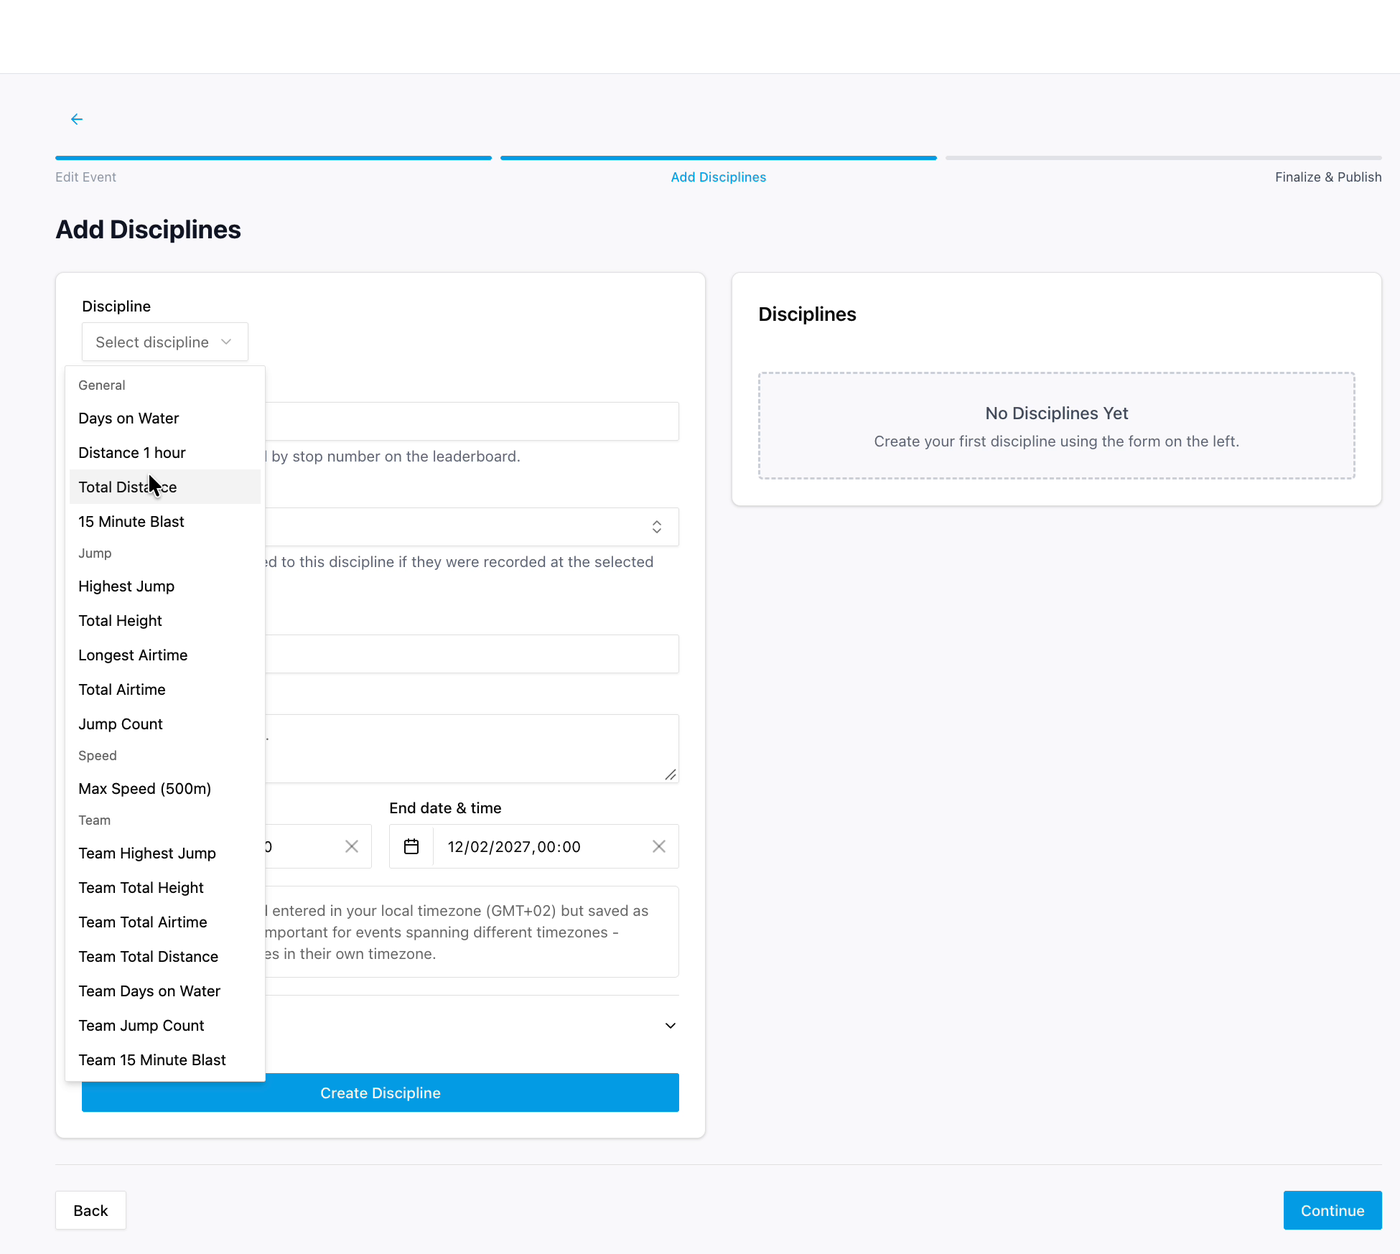 Edit Event
Add Disciplines
Finalize & Publish
Add Disciplines
Discipline
Select discipline
General
Days on Water
Distance 1 hour
Total Distance
15 Minute Blast
Jump
Highest Jump
Total Height
Longest Airtime
Total Airtime
Jump Count
Speed
Max Speed (500m)
Team
Team Highest Jump
Team Total Height
Team Total Airtime
Team Total Distance
Team Days on Water
Team Jump Count
Team 15 Minute Blast
by stop number on the leaderboard.
to this discipline if they were recorded at the selected
End date & time
12/02/2027,00:00
entered in your local timezone (GMT+02) but saved as
important for events spanning different timezones -
in their own timezone.
Create Discipline
Disciplines
No Disciplines Yet
Create your first discipline using the form on the left.
Back
Continue